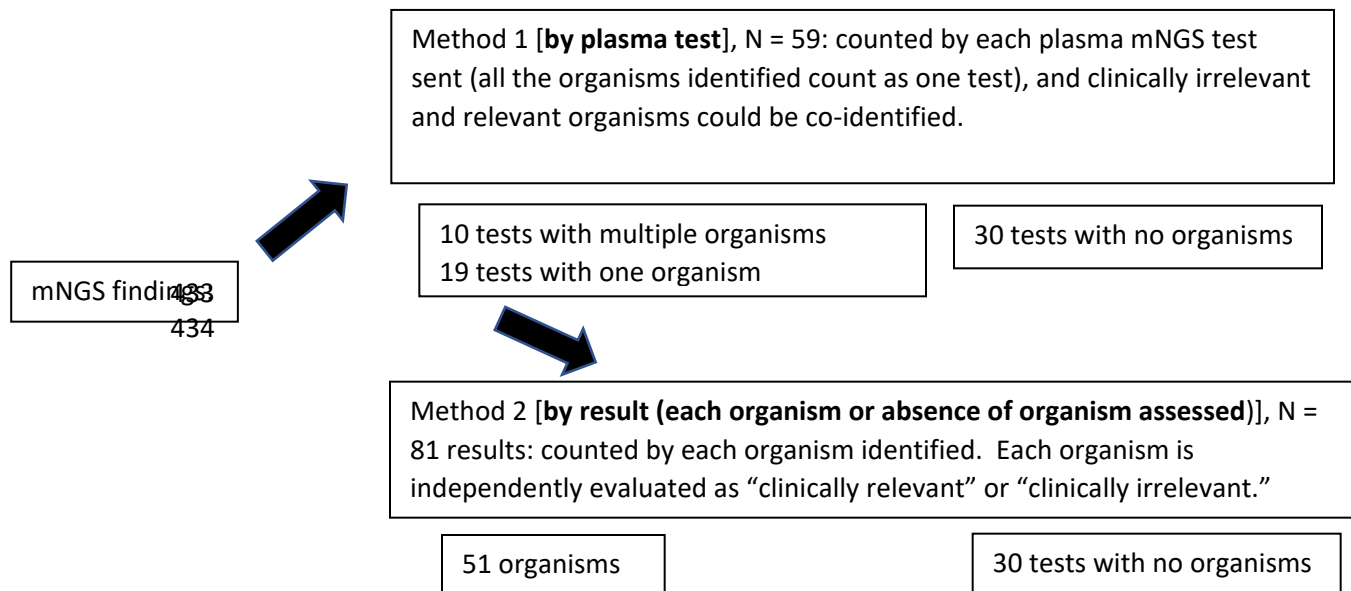 Method 1 [by plasma test], N = 59: counted by each plasma mNGS test
sent (all the organisms identified count as one test), and clinically irrelevant
and relevant organisms could be co-identified.
10 tests with multiple organisms
19 tests with one organism
30 tests with no organisms
mNGS findings:
433
434
Method 2 [by result (each organism or absence of organism assessed)], N =
81 results: counted by each organism identified.  Each organism is
independently evaluated as “clinically relevant” or “clinically irrelevant.”
51 organisms
30 tests with no organisms